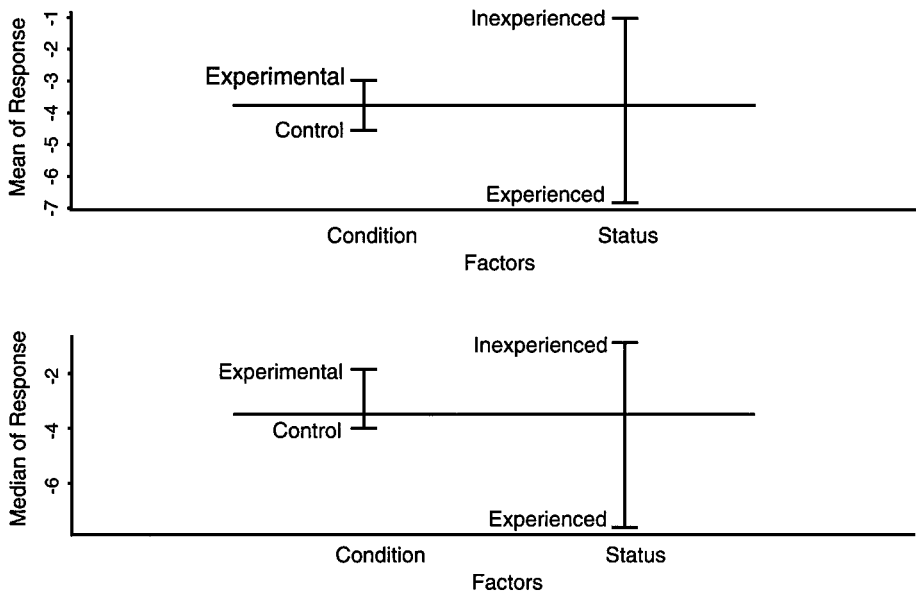 Mean of Response
-1
-2
-3
-4
-5
-6
-7
Inexperienced
Experimental
Control
Experienced
Condition
Status
Factors
Median of Response
-2
-4
-6
Inexperienced
Experimental
Control
Experienced
Condition
Status
Factors